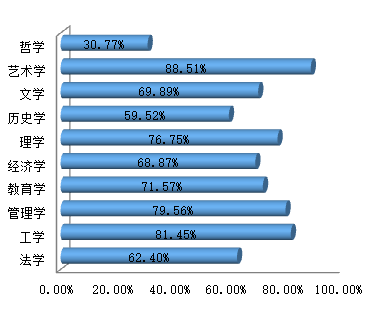 哲学 30.77%
艺术学 88.51%
文学 69.89%
历史学 59.52%
理学 76.75%
经济学 68.87%
教育学 71.57%
管理学 79.56%
工学 81.45%
法学 62.40%
0.00% 20.00% 40.00% 60.00% 80.00% 100.00%